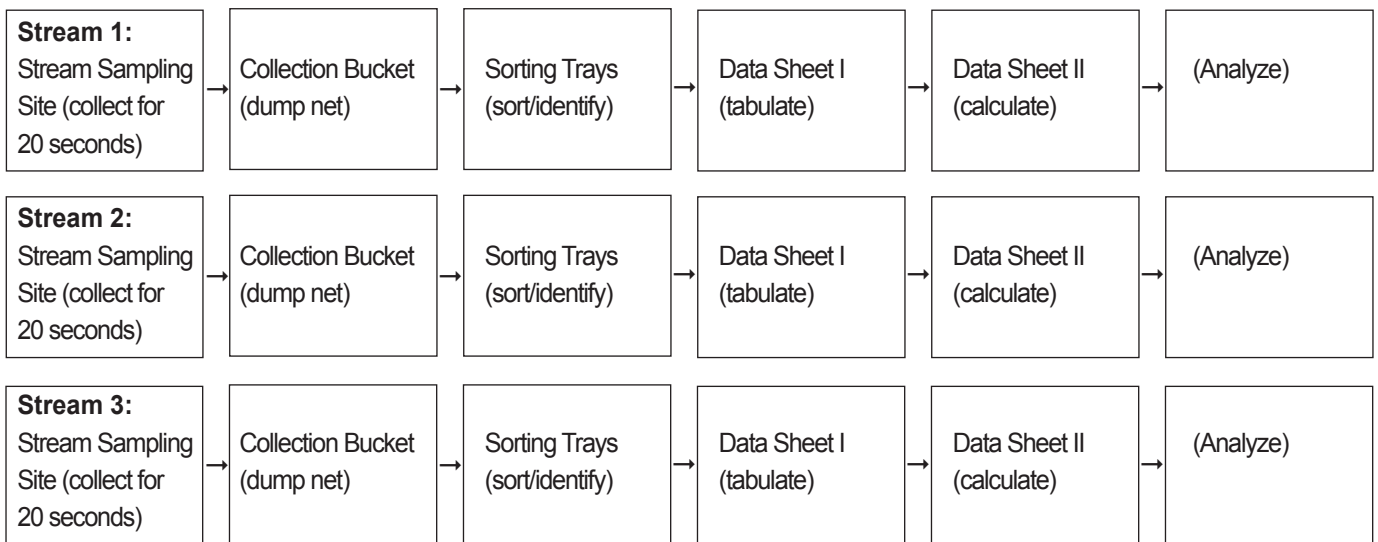 Stream 1:
Stream Sampling
Site (collect for
20 seconds)
Collection Bucket
(dump net)
Sorting Trays
(sort/identify)
Data Sheet I
(tabulate)
Data Sheet II
(calculate)
(Analyze)
Stream 2:
Stream Sampling
Site (collect for
20 seconds)
Collection Bucket
(dump net)
Sorting Trays
(sort/identify)
Data Sheet I
(tabulate)
Data Sheet II
(calculate)
(Analyze)
Stream 3:
Stream Sampling
Site (collect for
20 seconds)
Collection Bucket
(dump net)
Sorting Trays
(sort/identify)
Data Sheet I
(tabulate)
Data Sheet II
(calculate)
(Analyze)